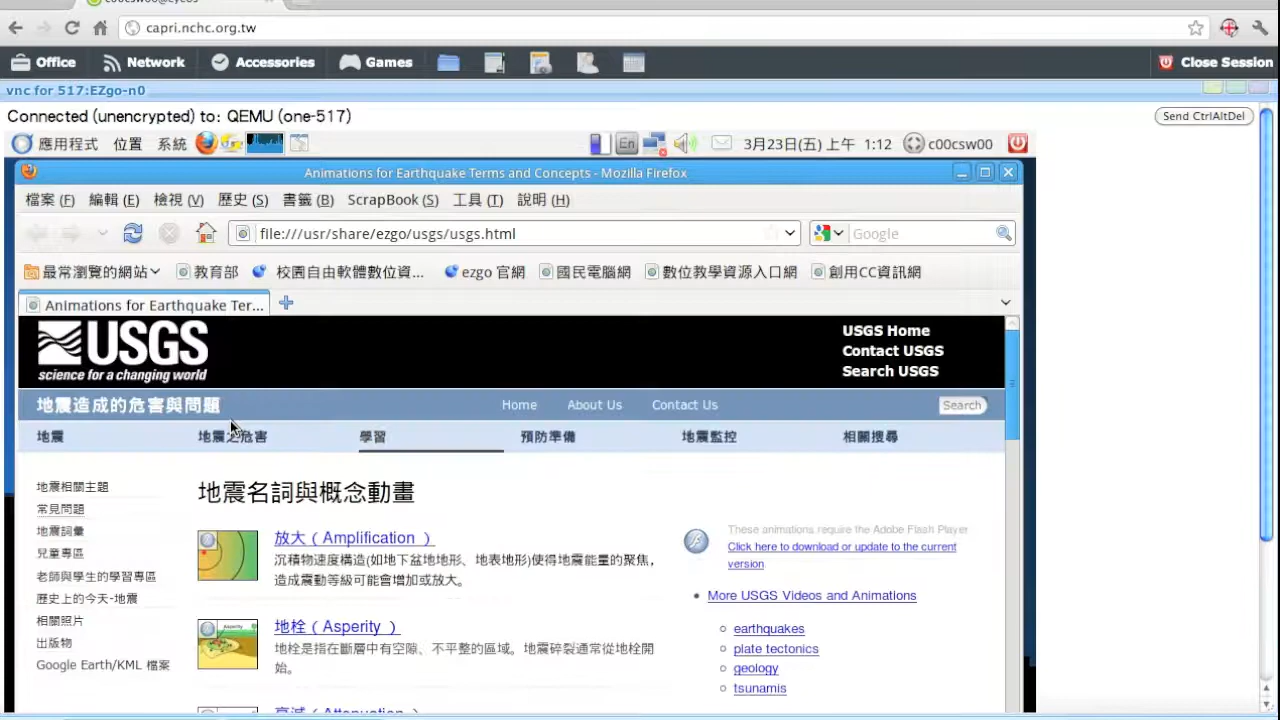 c00csw00@eyeOS
capri.nchc.org.tw
Office Network Accessories Games Close Session
vnc for 517:EZgo-n0
Connected (unencrypted) to: QEMU (one-517) Send CtrlAltDel
應用程式 位置 系統 En 3月23日(五) 上午 1:12 c00csw00
Animations for Earthquake Terms and Concepts - Mozilla Firefox
檔案 (F) 編輯 (E) 檢視 (V) 歷史 (S) 書籤 (B) ScrapBook (S) 工具 (T) 說明 (H)
file:///usr/share/ezgo/usgs/usgs.html Google
最常瀏覽的網站 教育部 校園自由軟體數位資... ezgo 官網 國民電腦網 數位教學資源入口網 創用CC資訊網
Animations for Earthquake Ter...
USGS
science for a changing world
USGS Home
Contact USGS
Search USGS
地震造成的危害與問題 Home About Us Contact Us Search
地震 地震之危害 學習 預防準備 地震監控 相關搜尋
地震相關主題
常見問題
地震詞彙
兒童專區
老師與學生的學習專區
歷史上的今天-地震
相關照片
出版物
Google Earth/KML 檔案
地震名詞與概念動畫
放大（Amplification ）
沉積物速度構造(如地下盆地地形、地表地形)使得地震能量的聚焦，
造成震動等級可能會增加或放大。
Asperity
地栓（Asperity ）
地栓是指在斷層中有空隙、不平整的區域。地震碎裂通常從地栓開
始。
衰減（Attenuation ）
These animations require the Adobe Flash Player
Click here to download or update to the current
version
More USGS Videos and Animations
earthquakes
plate tectonics
geology
tsunamis